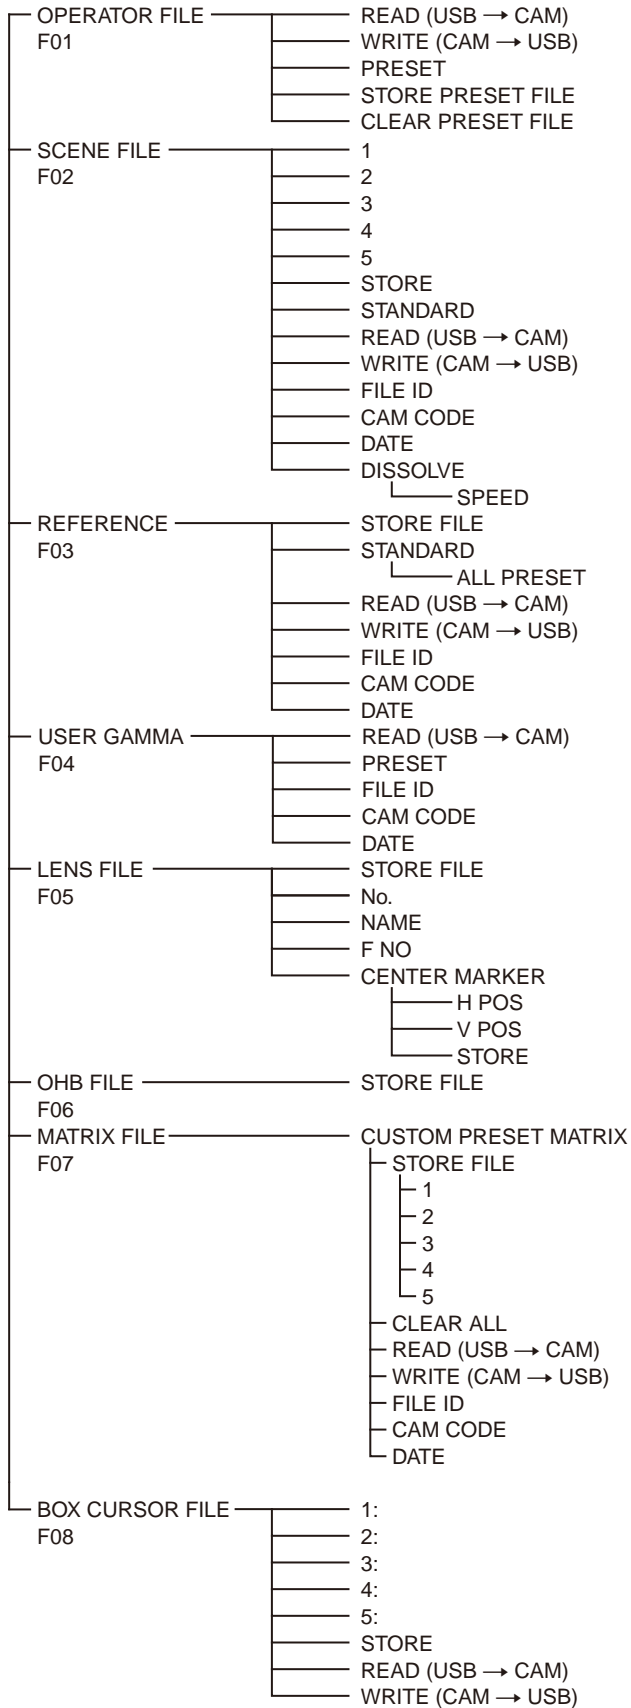 OPERATOR FILE
F01
READ (USB → CAM)
WRITE (CAM → USB)
PRESET
STORE PRESET FILE
CLEAR PRESET FILE
SCENE FILE
F02
1
2
3
4
5
STORE
STANDARD
READ (USB → CAM)
WRITE (CAM → USB)
FILE ID
CAM CODE
DATE
DISSOLVE
SPEED
REFERENCE
F03
STORE FILE
STANDARD
ALL PRESET
READ (USB → CAM)
WRITE (CAM → USB)
FILE ID
CAM CODE
DATE
USER GAMMA
F04
READ (USB → CAM)
PRESET
FILE ID
CAM CODE
DATE
LENS FILE
F05
STORE FILE
No.
NAME
F NO
CENTER MARKER
H POS
V POS
STORE
OHB FILE
F06
STORE FILE
MATRIX FILE
F07
CUSTOM PRESET MATRIX
STORE FILE
1
2
3
4
5
CLEAR ALL
READ (USB → CAM)
WRITE (CAM → USB)
FILE ID
CAM CODE
DATE
BOX CURSOR FILE
F08
1:
2:
3:
4:
5:
STORE
READ (USB → CAM)
WRITE (CAM → USB)